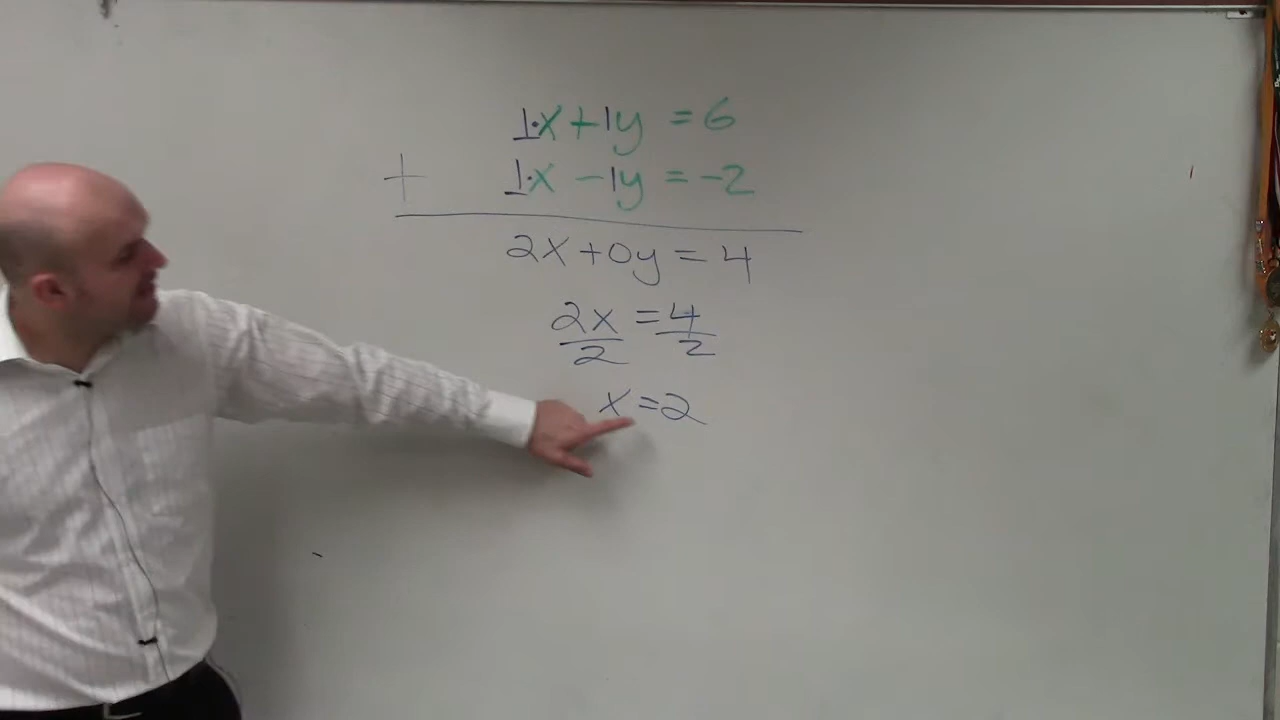 1·x+1y = 6
+ 1·x -1y = -2
2x+0y = 4
2x = 4
2 2
x = 2